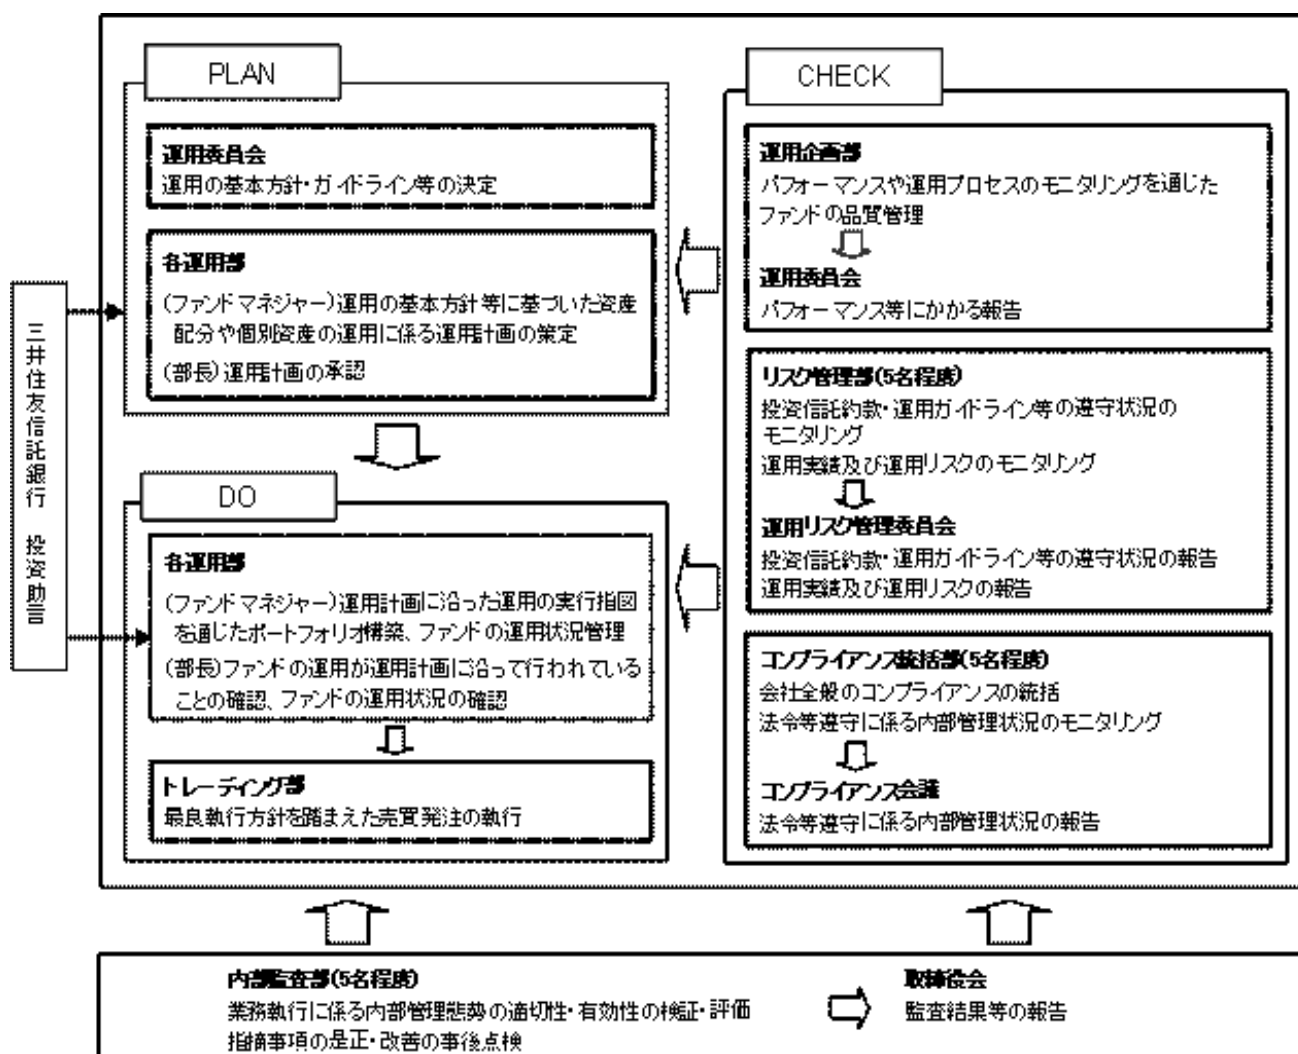 PLAN
運用委員会
運用の基本方針・ガイドライン等の決定
各運用部
(ファンドマネジャー)運用の基本方針等に基づいた資産
配分や個別資産の運用に係る運用計画の策定
(部長)運用計画の承認
三井住友信託銀行 投資助言
DO
各運用部
(ファンドマネジャー)運用計画に沿った運用の実行指図
を通じたポートフォリオ構築、ファンドの運用状況管理
(部長)ファンドの運用が運用計画に沿って行われている
ことの確認、ファンドの運用状況の確認
トレーディング部
最良執行方針を踏まえた売買発注の執行
CHECK
運用企画部
パフォーマンスや運用プロセスのモニタリングを通じた
ファンドの品質管理
運用委員会
パフォーマンス等にかかる報告
リスク管理部(5名程度)
投資信託約款・運用ガイドライン等の遵守状況の
モニタリング
運用実績及び運用リスクのモニタリング
運用リスク管理委員会
投資信託約款・運用ガイドライン等の遵守状況の報告
運用実績及び運用リスクの報告
コンプライアンス統括部(5名程度)
会社全般のコンプライアンスの統括
法令等遵守に係る内部管理状況のモニタリング
コンプライアンス会議
法令等遵守に係る内部管理状況の報告
内部監査部(5名程度)
業務執行に係る内部管理態勢の適切性・有効性の検証・評価
指摘事項の是正・改善の事後点検
取締役会
監査結果等の報告